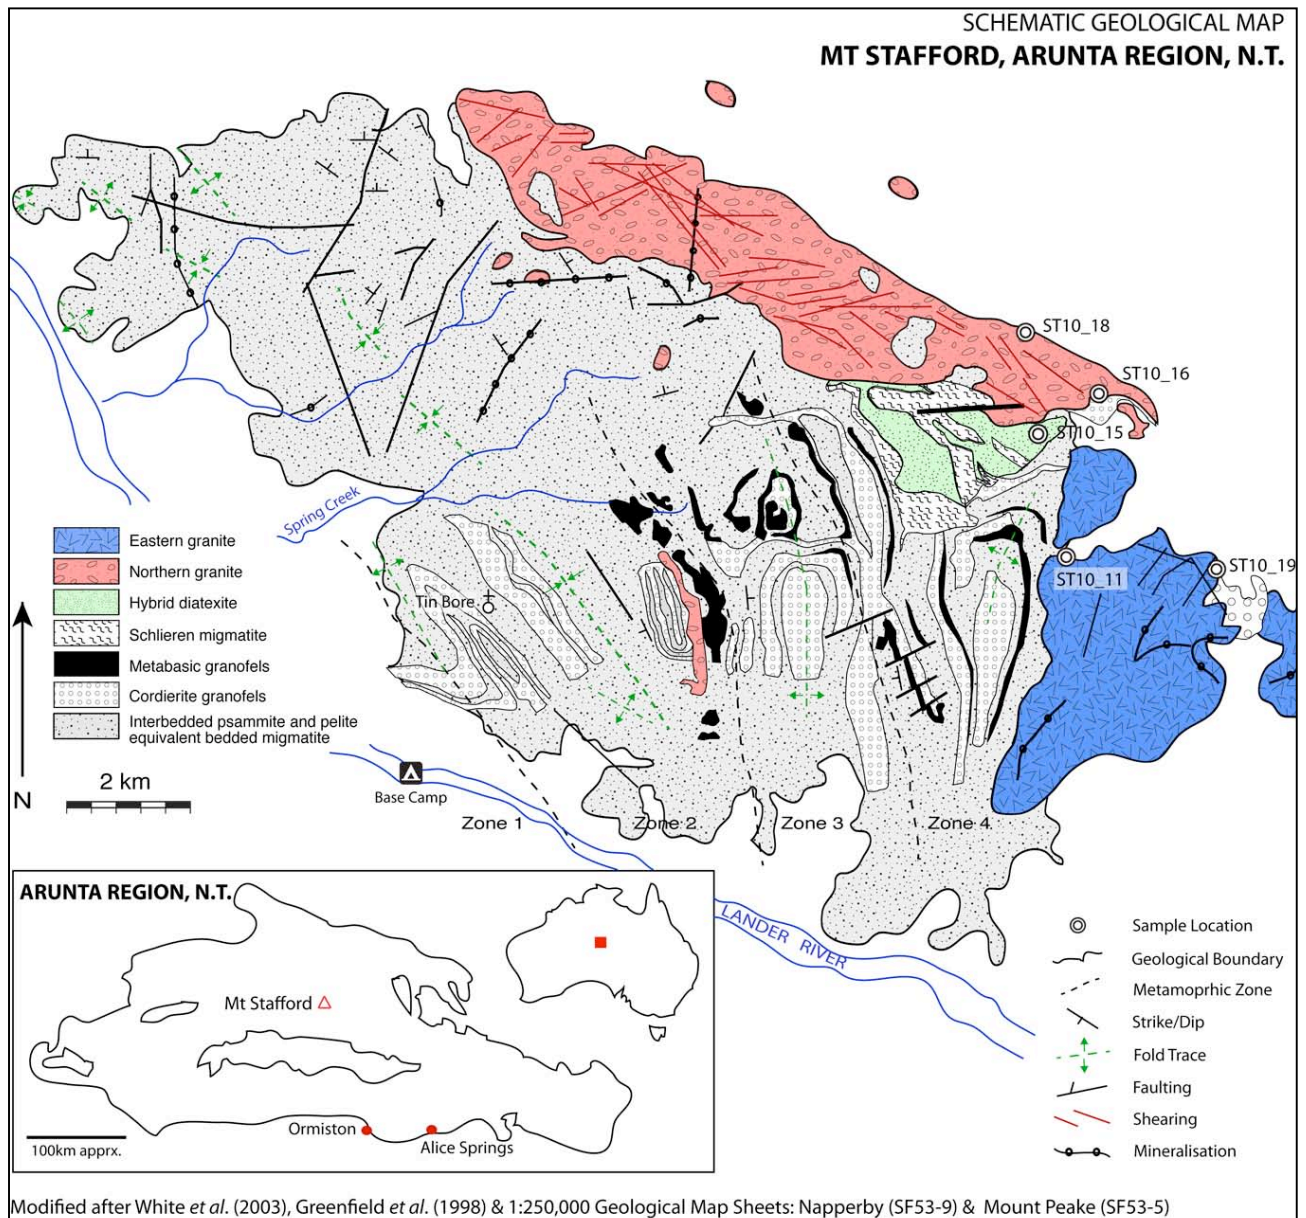 SCHEMATIC GEOLOGICAL MAP
MT STAFFORD, ARUNTA REGION, N.T.
ST10_18
ST10_16
ST10_15
Spring Creek
Eastern granite
Northern granite
Hybrid diatexite
Schlieren migmatite
Metabasic granofels
Cordierite granofels
Interbedded psammite and pelite
equivalent bedded migmatite
Tin Bore
ST10_11
ST10_19
N
2 km
Base Camp
Zone 1
Zone 2
Zone 3
Zone 4
LANDER RIVER
ARUNTA REGION, N.T.
Mt Stafford
Ormiston
Alice Springs
100km apprx.
Sample Location
Geological Boundary
Metamoprhic Zone
Strike/Dip
Fold Trace
Faulting
Shearing
Mineralisation
Modified after White et al. (2003), Greenfield et al. (1998) & 1:250,000 Geological Map Sheets: Napperby (SF53-9) & Mount Peake (SF53-5)